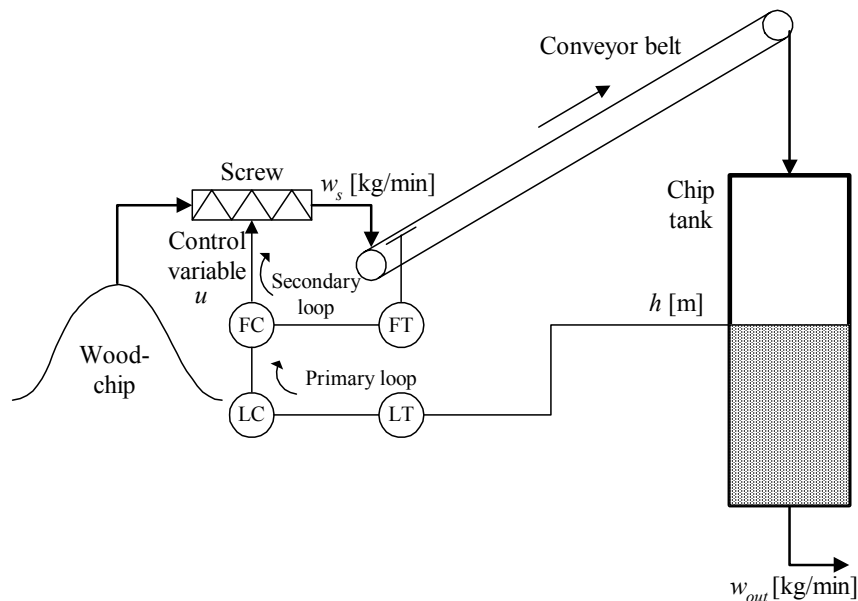 Conveyor belt
Screw
w_s [kg/min]
Chip
tank
Control
variable
u
Secondary
loop
h [m]
FC
FT
Wood-
chip
Primary loop
LC
LT
w_out [kg/min]